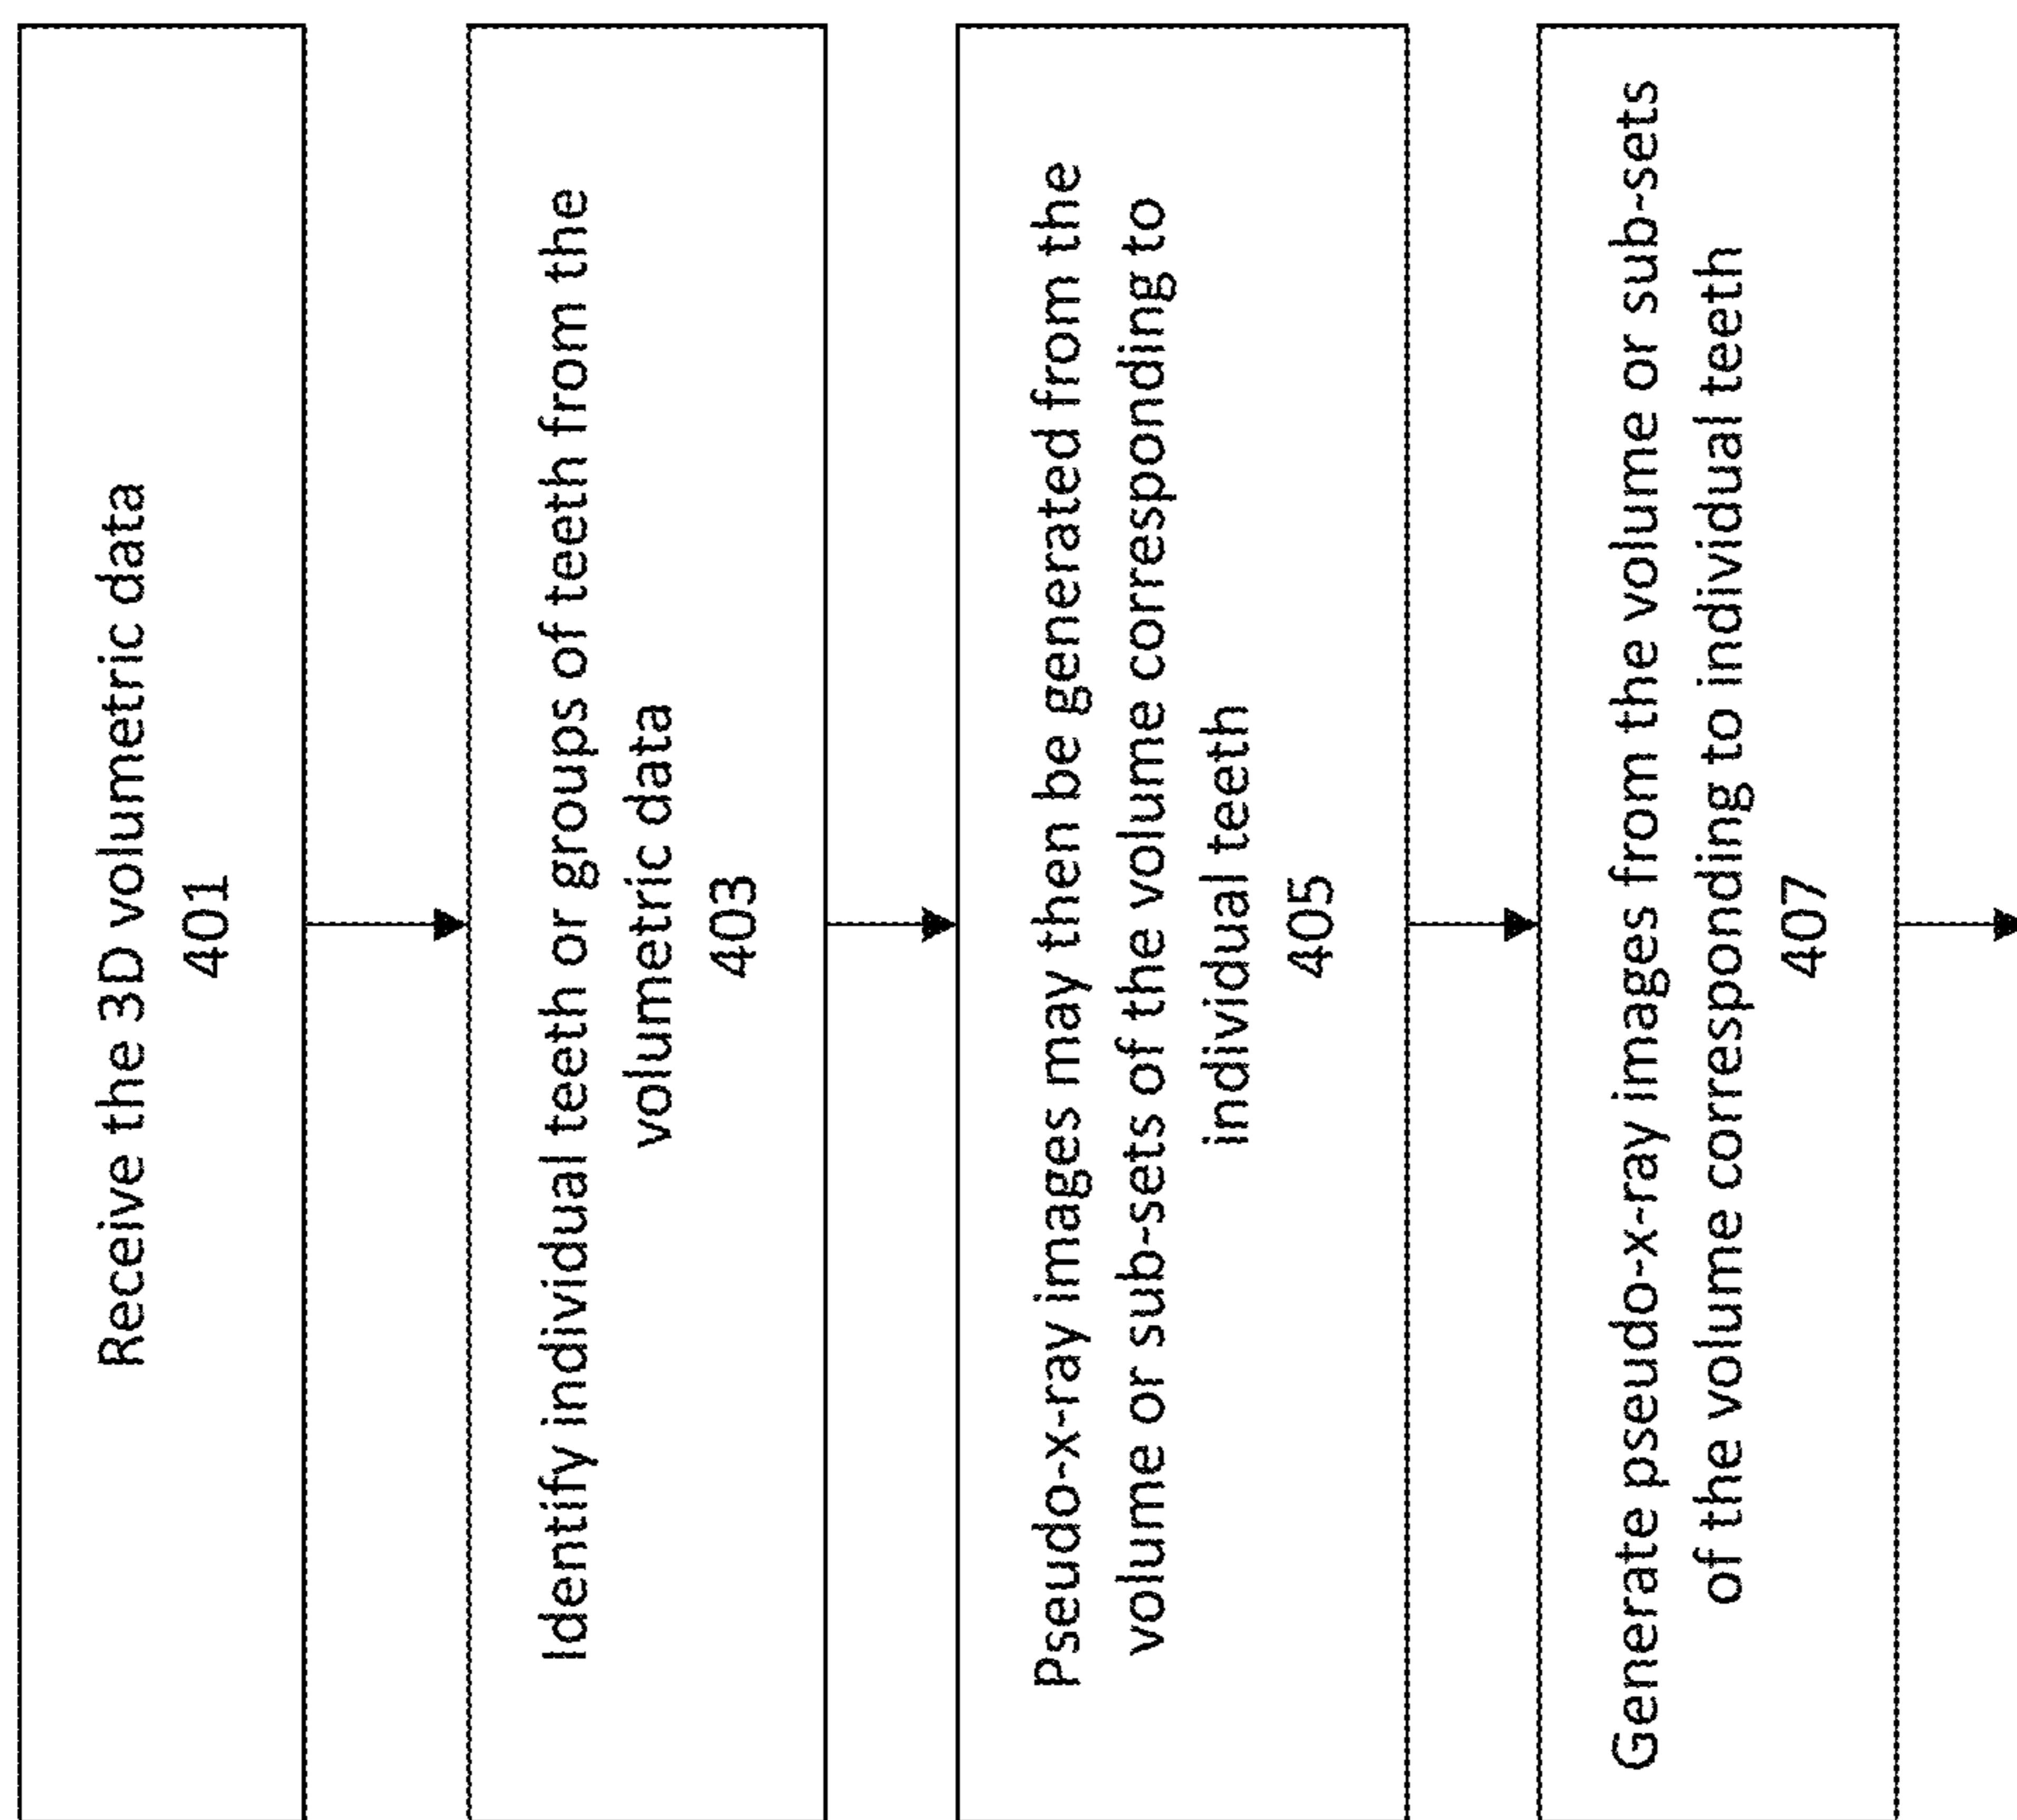 Receive the 3D volumetric data
401
Identify individual teeth or groups of teeth from the
volumetric data
403
Pseudo-x-ray images may then be generated from the
volume or sub-sets of the volume corresponding to
individual teeth
405
Generate pseudo-x-ray images from the volume or sub-sets
of the volume corresponding to individual teeth
407